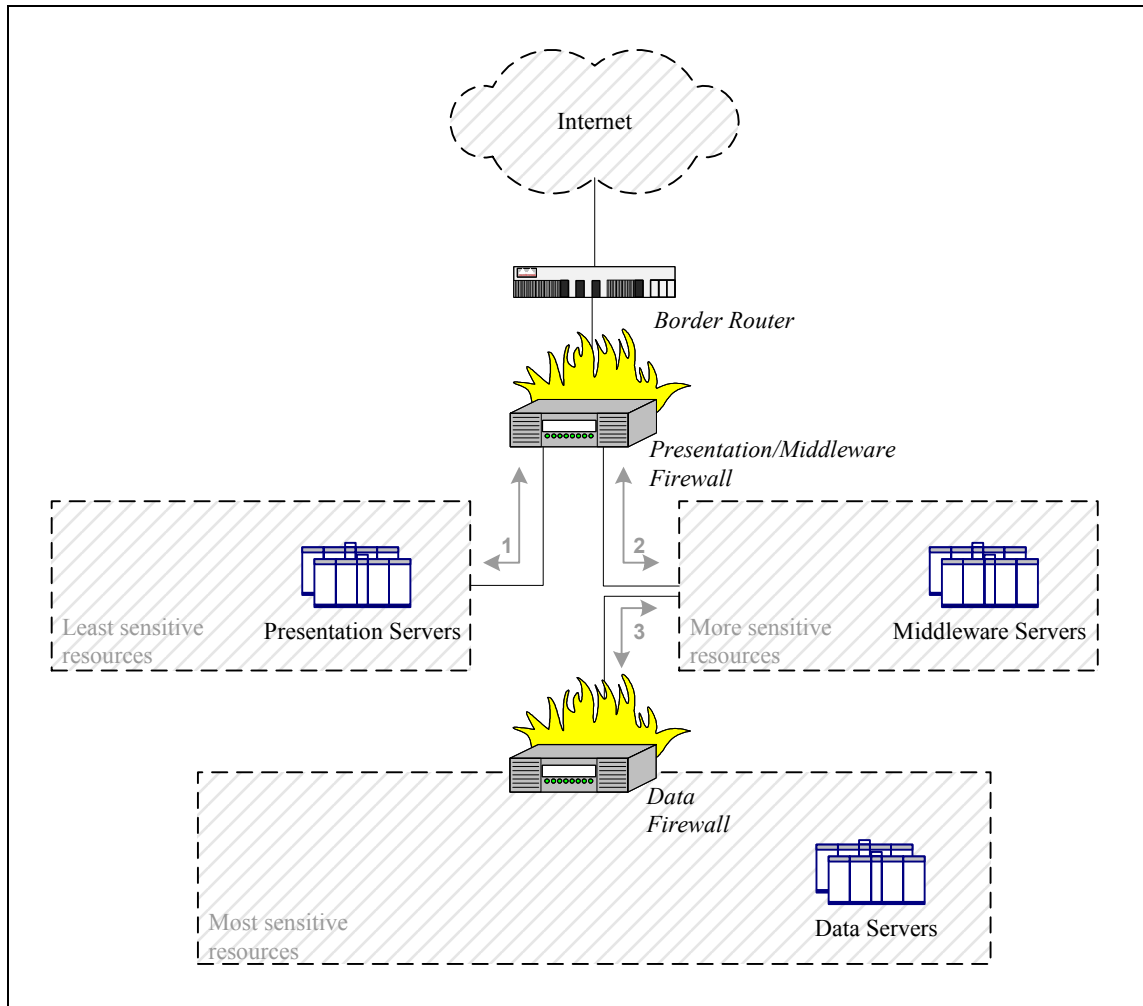 Internet
Border Router
Presentation/Middleware
Firewall
1
2
Least sensitive
resources
Presentation Servers
3
More sensitive
resources
Middleware Servers
Data
Firewall
Most sensitive
resources
Data Servers